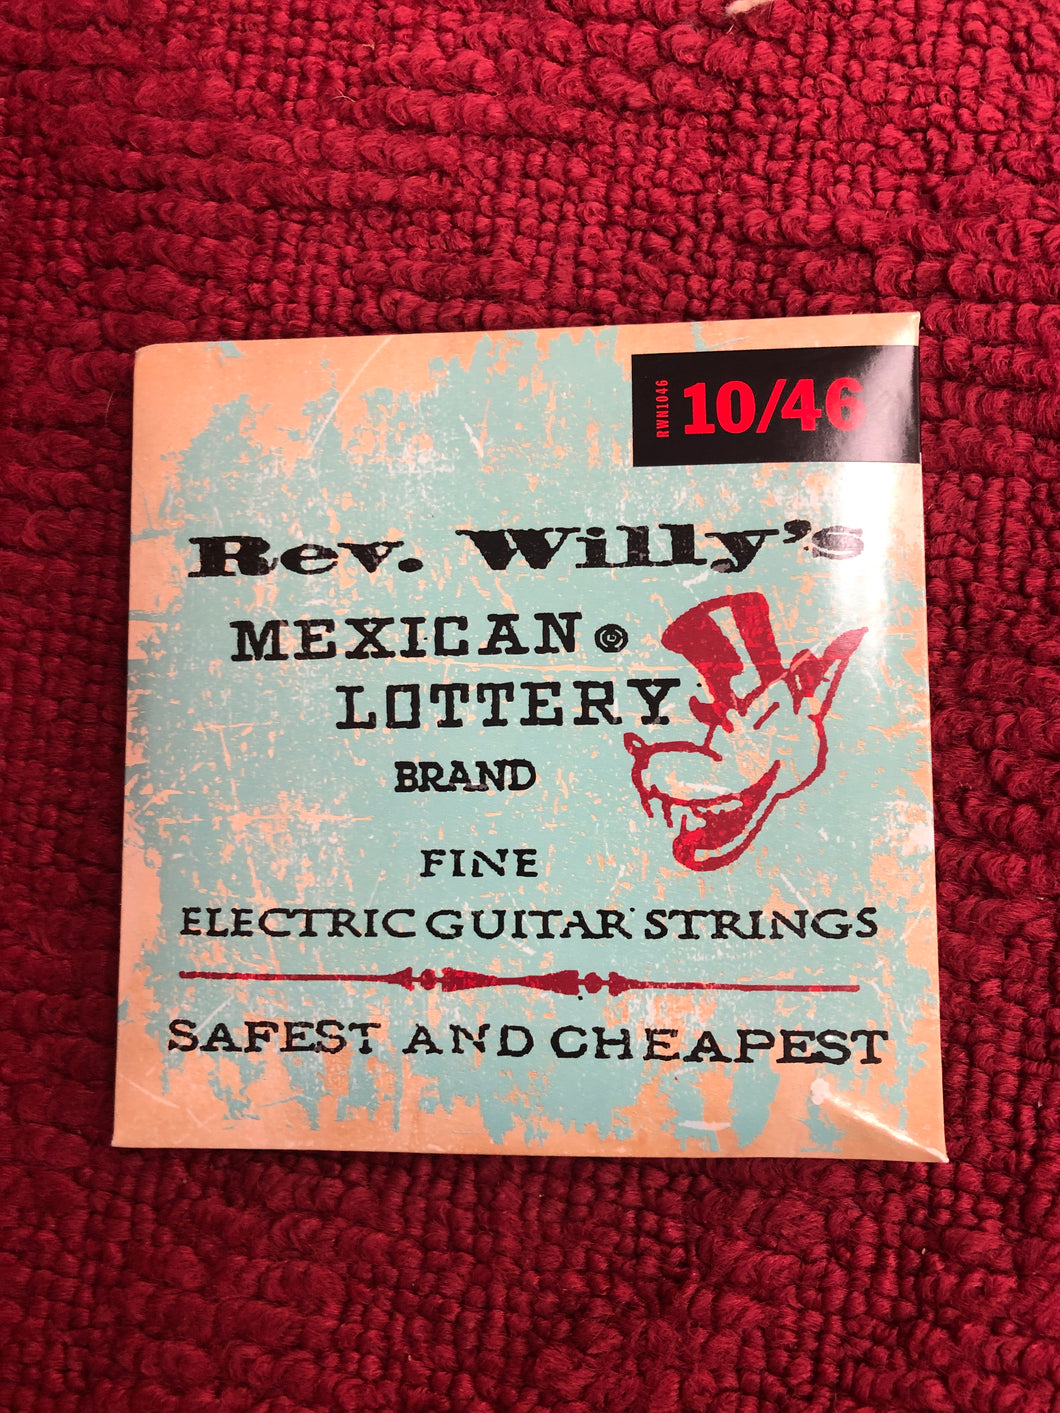 RWN1046
10/46
Rev. Willy's
MEXICAN
LOTTERY
BRAND
FINE
ELECTRIC GUITAR STRINGS
SAFEST AND CHEAPEST